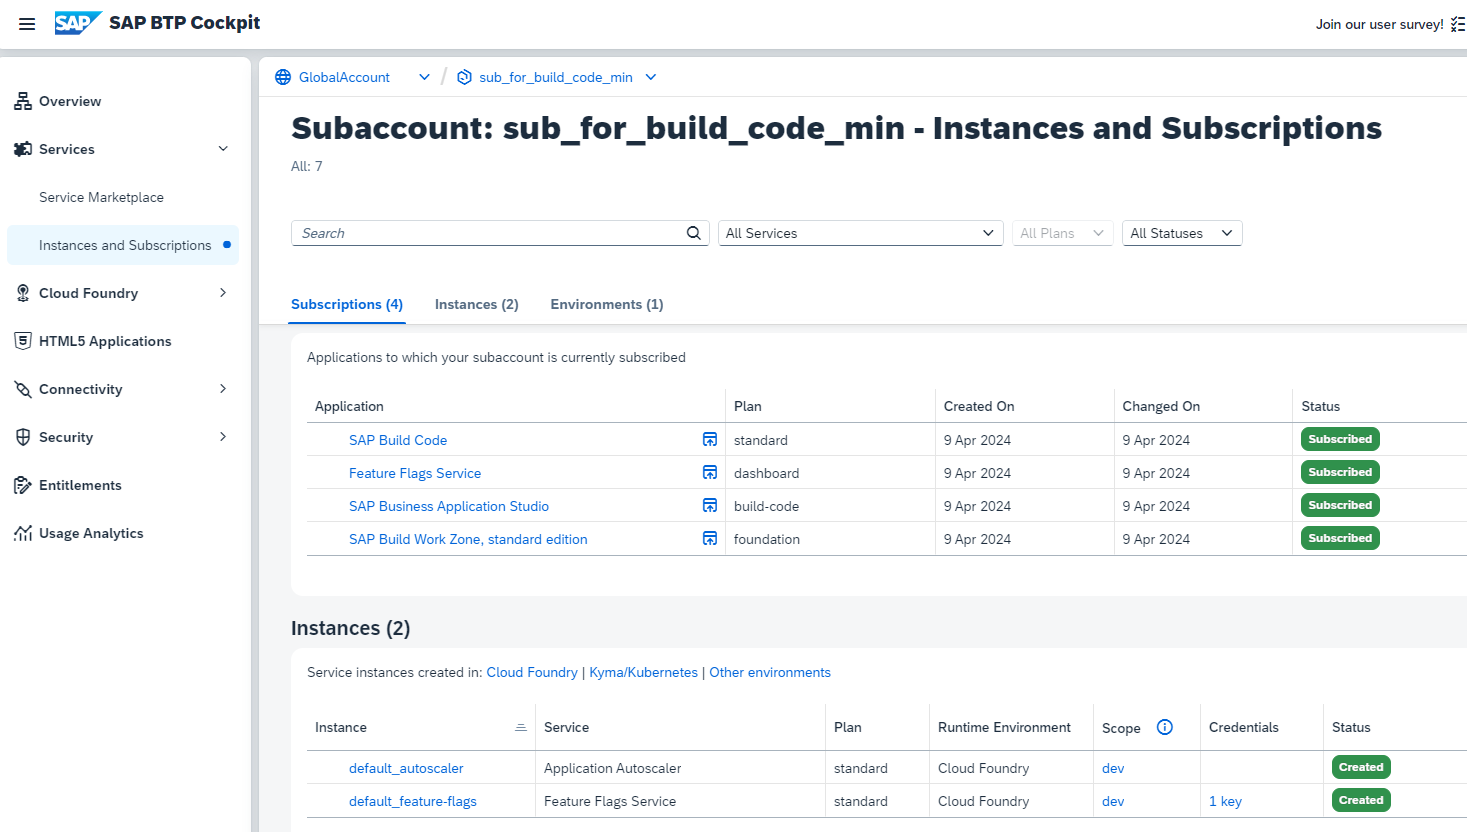 SAP SAP BTP Cockpit
Join our user survey!
Overview
Services
Service Marketplace
Instances and Subscriptions
Cloud Foundry
HTML5 Applications
Connectivity
Security
Entitlements
Usage Analytics
GlobalAccount / sub_for_build_code_min
Subaccount: sub_for_build_code_min - Instances and Subscriptions
All: 7
Search All Services All Plans All Statuses
Subscriptions (4) Instances (2) Environments (1)
Applications to which your subaccount is currently subscribed
Application Plan Created On Changed On Status
SAP Build Code standard 9 Apr 2024 9 Apr 2024 Subscribed
Feature Flags Service dashboard 9 Apr 2024 9 Apr 2024 Subscribed
SAP Business Application Studio build-code 9 Apr 2024 9 Apr 2024 Subscribed
SAP Build Work Zone, standard edition foundation 9 Apr 2024 9 Apr 2024 Subscribed
Instances (2)
Service instances created in: Cloud Foundry | Kyma/Kubernetes | Other environments
Instance Service Plan Runtime Environment Scope Credentials Status
default_autoscaler Application Autoscaler standard Cloud Foundry dev Created
default_feature-flags Feature Flags Service standard Cloud Foundry dev 1 key Created